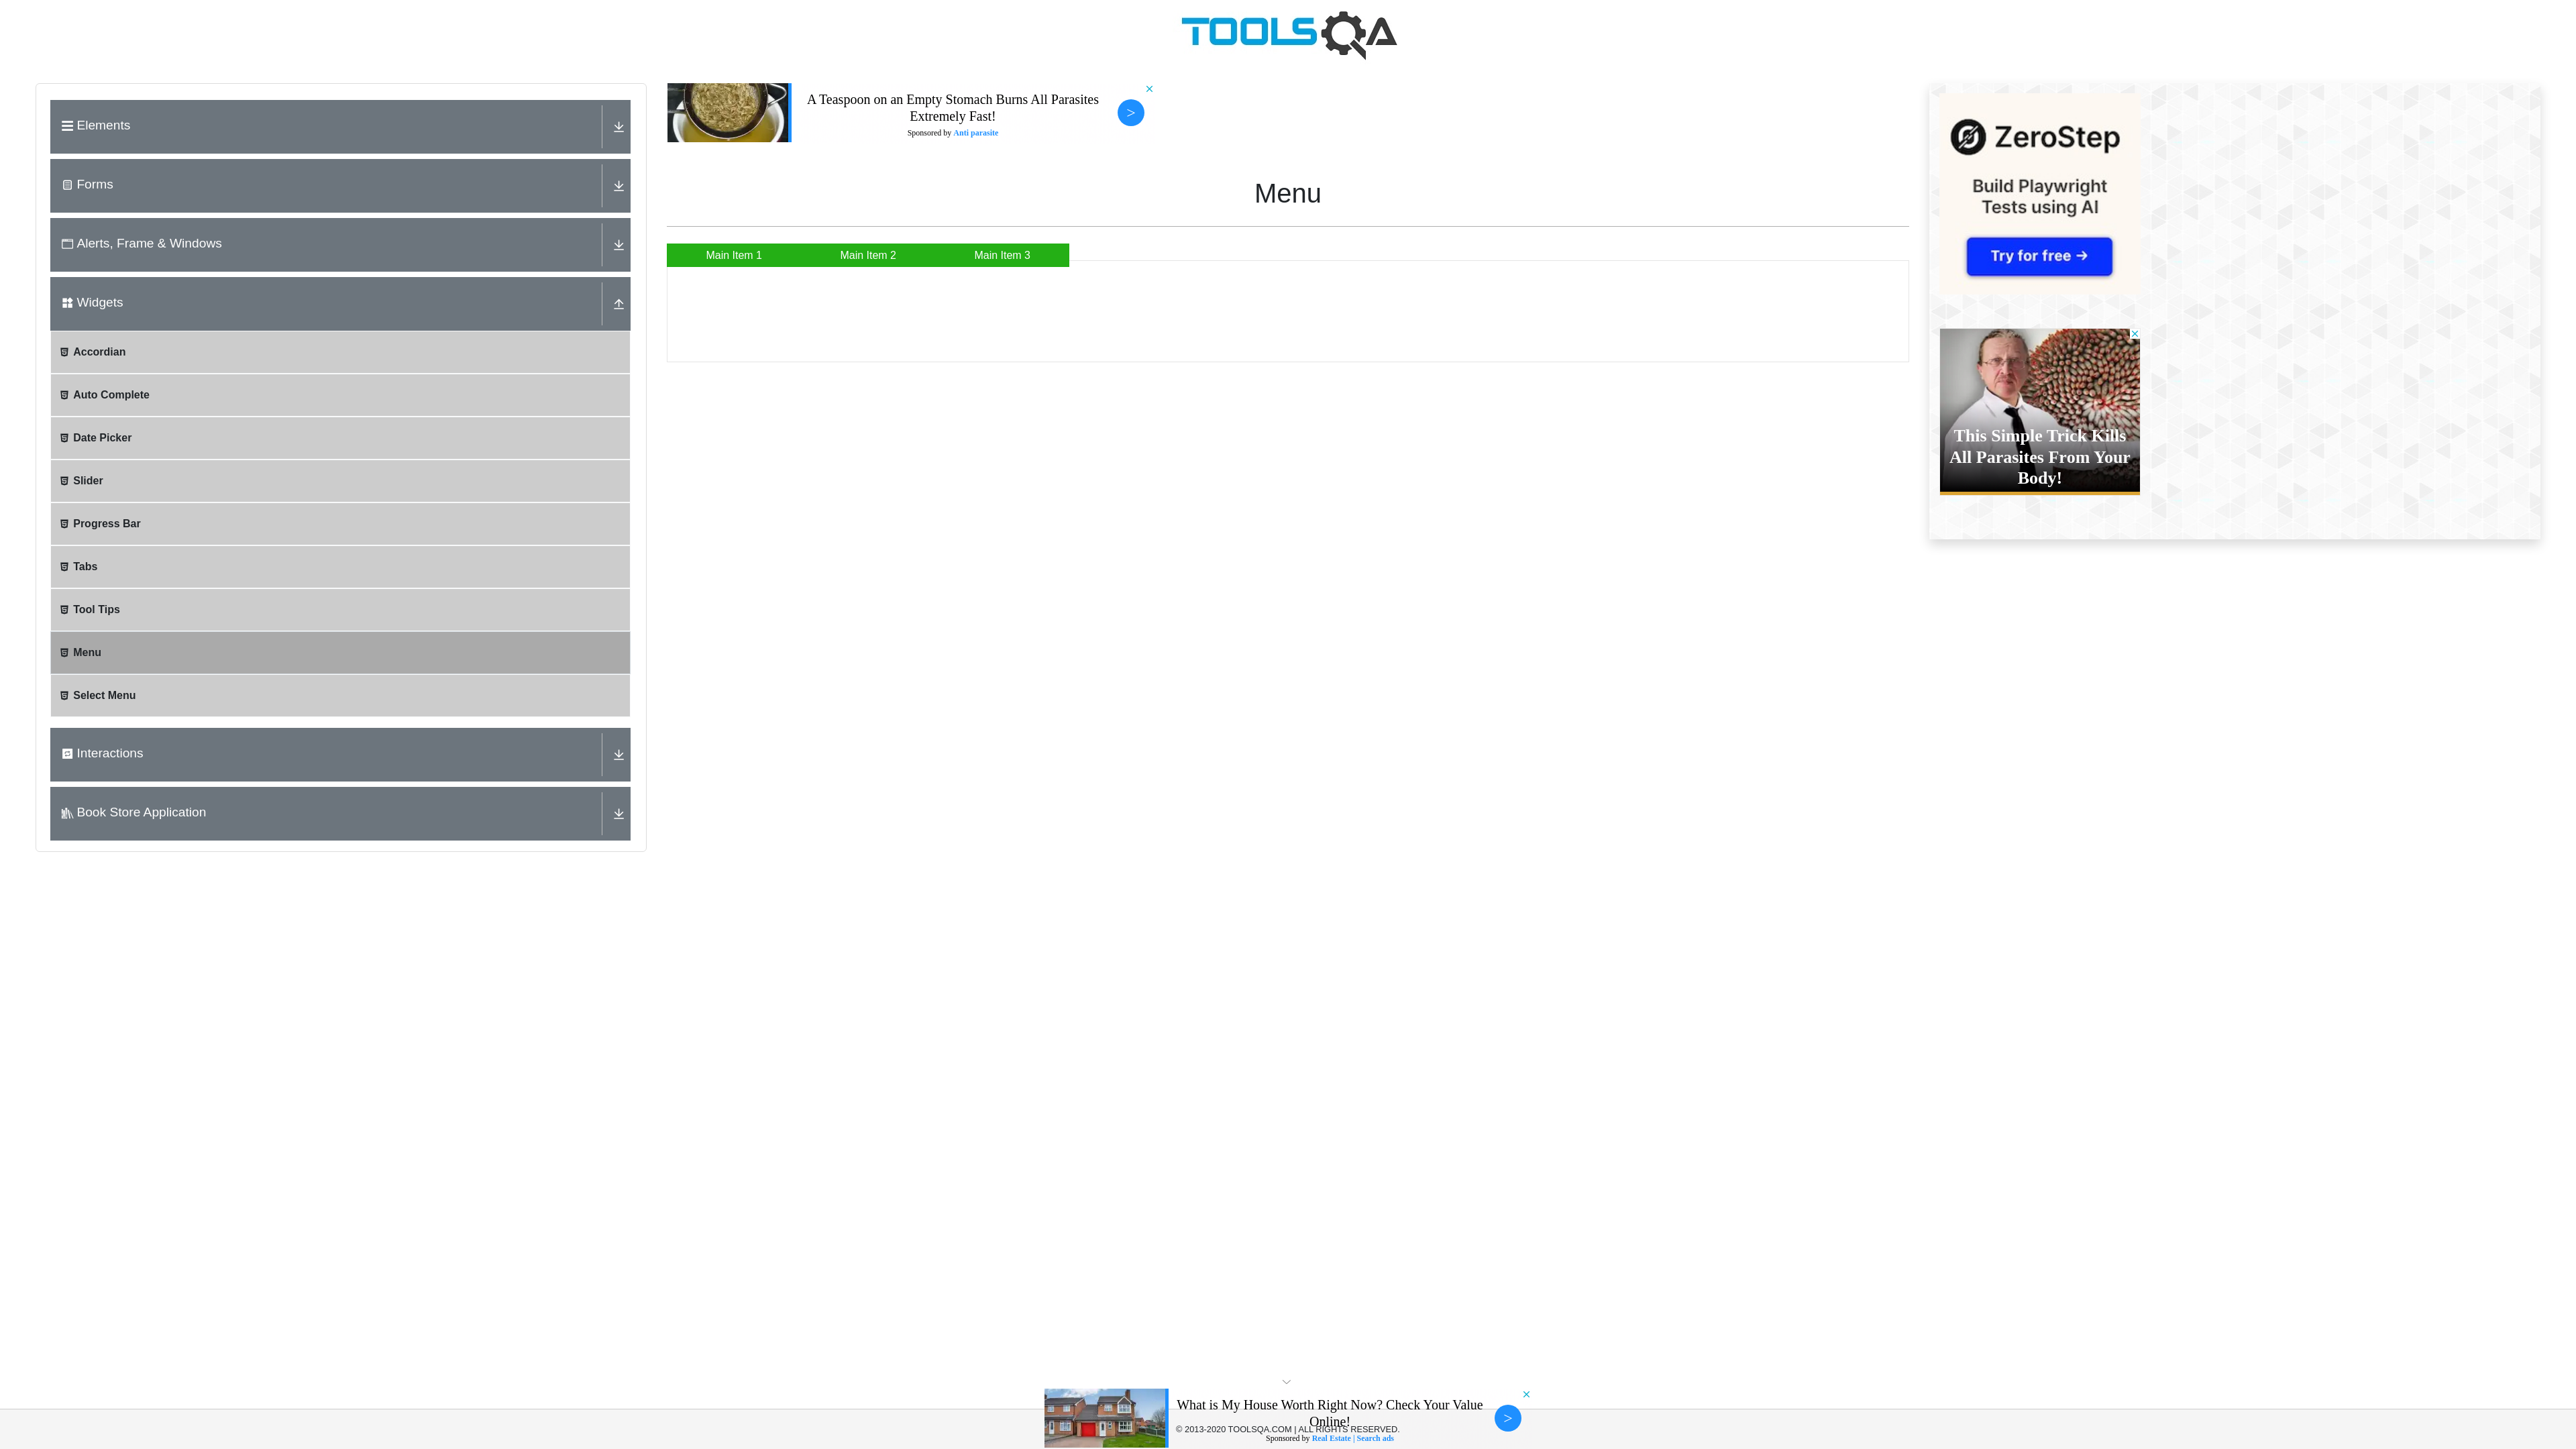 TOOLSQA
Elements
Forms
Alerts, Frame & Windows
Widgets
Accordian
Auto Complete
Date Picker
Slider
Progress Bar
Tabs
Tool Tips
Menu
Select Menu
Interactions
Book Store Application
A Teaspoon on an Empty Stomach Burns All Parasites
Extremely Fast!
Sponsored by Anti parasite
>
Menu
Main Item 1 Main Item 2 Main Item 3
ZeroStep
Build Playwright
Tests using AI
Try for free →
This Simple Trick Kills
All Parasites From Your
Body!
What is My House Worth Right Now? Check Your Value
Online!
© 2013-2020 TOOLSQA.COM | ALL RIGHTS RESERVED.
Sponsored by Real Estate | Search ads
>